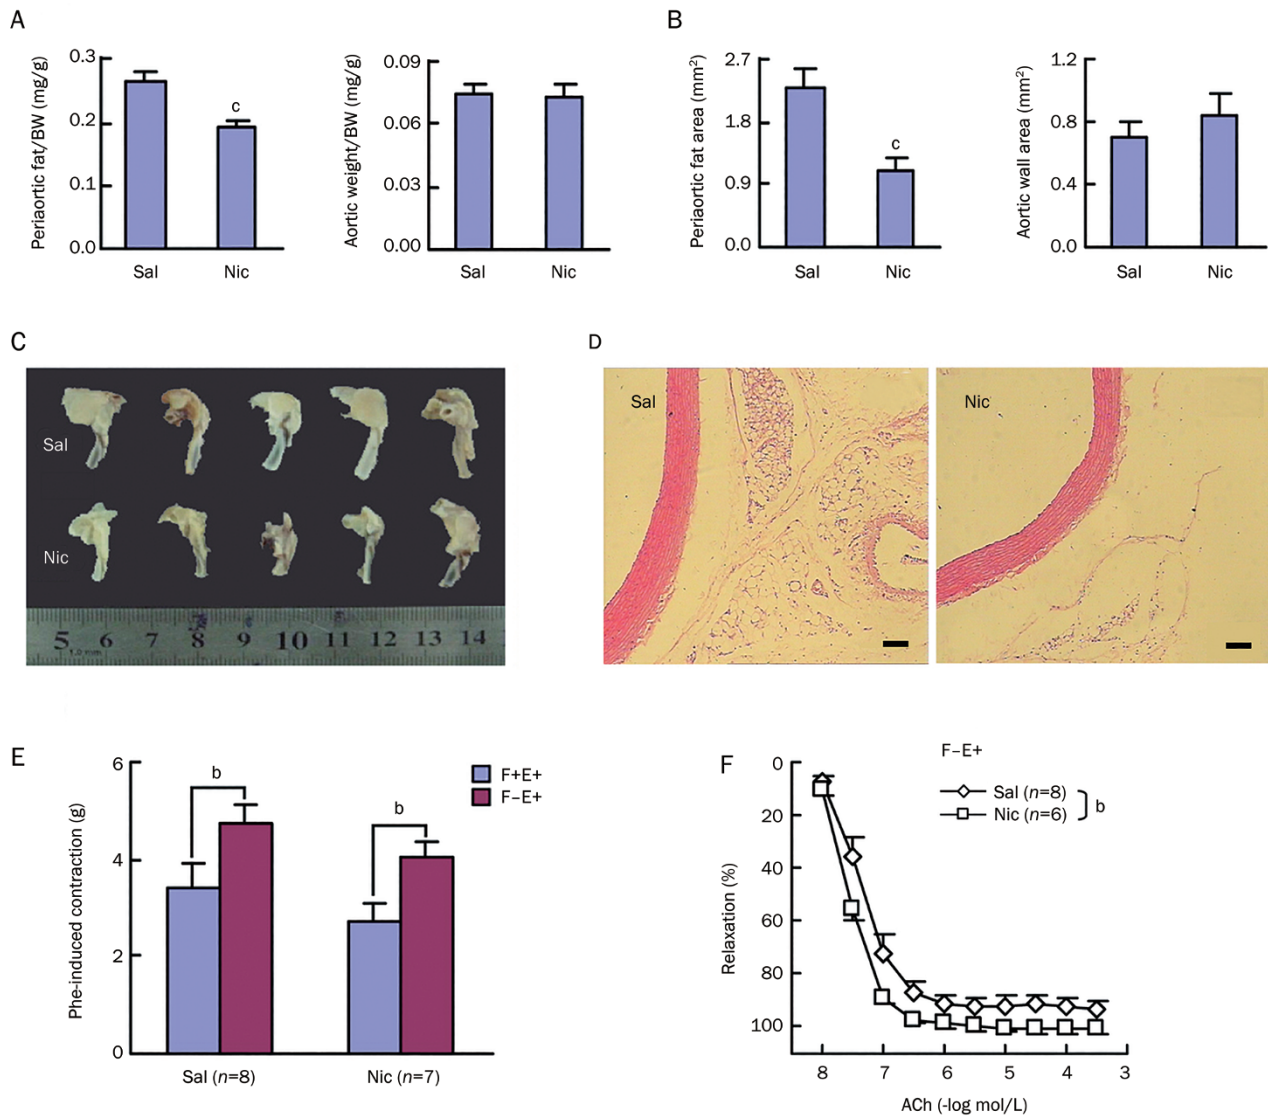 A
Periaortic fat/BW (mg/g)
0.3
0.2
0.1
0.0
c
Sal
Nic
Aortic weight/BW (mg/g)
0.09
0.06
0.03
0.00
Sal
Nic
B
Periaortic fat area (mm²)
2.7
1.8
0.9
0.0
c
Sal
Nic
Aortic wall area (mm²)
1.2
0.8
0.4
0.0
Sal
Nic
C
Sal
Nic
5 6 7 8 9 10 11 12 13 14
1.0 mm
D
Sal
Nic
E
Phe-induced contraction (g)
6
4
2
0
b
b
F+E+
F–E+
Sal (n=8)
Nic (n=7)
F
F–E+
Sal (n=8)
Nic (n=6)
b
Relaxation (%)
0
20
40
60
80
100
8 7 6 5 4 3
ACh (-log mol/L)